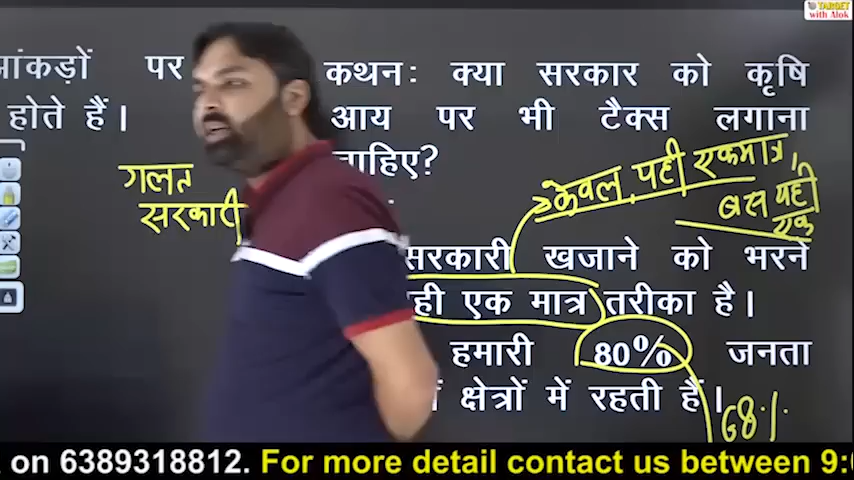 TARGET
with Alok
आंकड़ों पर
होते हैं।
गलत
सरकारी
कथन: क्या सरकार को कृषि
आय पर भी टैक्स लगाना
चाहिए?
केवल, यही एकमात्र,
बस यही
एक
सरकारी खजाने को भरने
ही एक मात्र तरीका है।
हमारी 80% जनता
क्षेत्रों में रहती हैं।
68%
on 6389318812. For more detail contact us between 9: